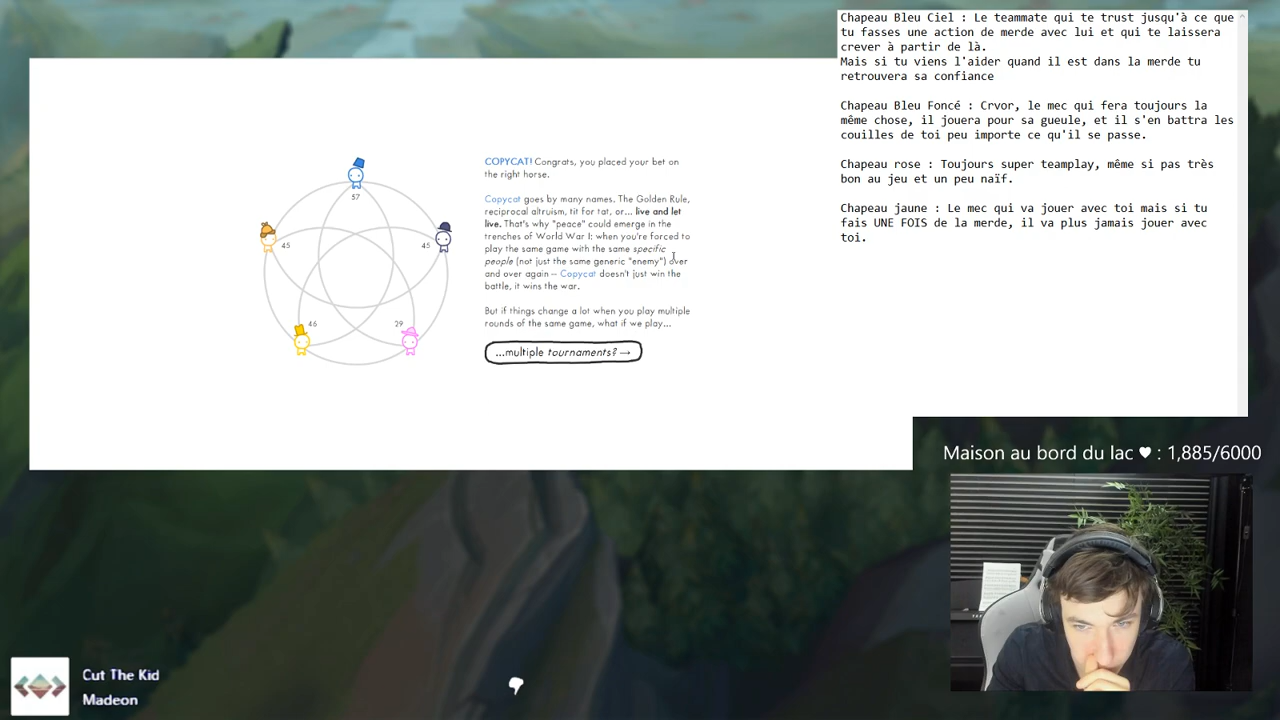 Chapeau Bleu Ciel : Le teammate qui te trust jusqu'à ce que
tu fasses une action de merde avec lui et qui te laissera
crever à partir de là.
Mais si tu viens l'aider quand il est dans la merde tu
retrouvera sa confiance
Chapeau Bleu Foncé : Crvor, le mec qui fera toujours la
même chose, il jouera pour sa gueule, et il s'en battra les
couilles de toi peu importe ce qu'il se passe.
Chapeau rose : Toujours super teamplay, même si pas très
bon au jeu et un peu naïf.
Chapeau jaune : Le mec qui va jouer avec toi mais si tu
fais UNE FOIS de la merde, il va plus jamais jouer avec
toi.
57
45
45
46
29
COPYCAT! Congrats, you placed your bet on
the right horse.
Copycat goes by many names. The Golden Rule,
reciprocal altruism, tit for tat, or... live and let
live. That's why "peace" could emerge in the
trenches of World War I: when you're forced to
play the same game with the same specific
people (not just the same generic "enemy") over
and over again -- Copycat doesn't just win the
battle, it wins the war.
But if things change a lot when you play multiple
rounds of the same game, what if we play...
...multiple tournaments? →
Maison au bord du lac ♥ : 1,885/6000
Cut The Kid
Madeon